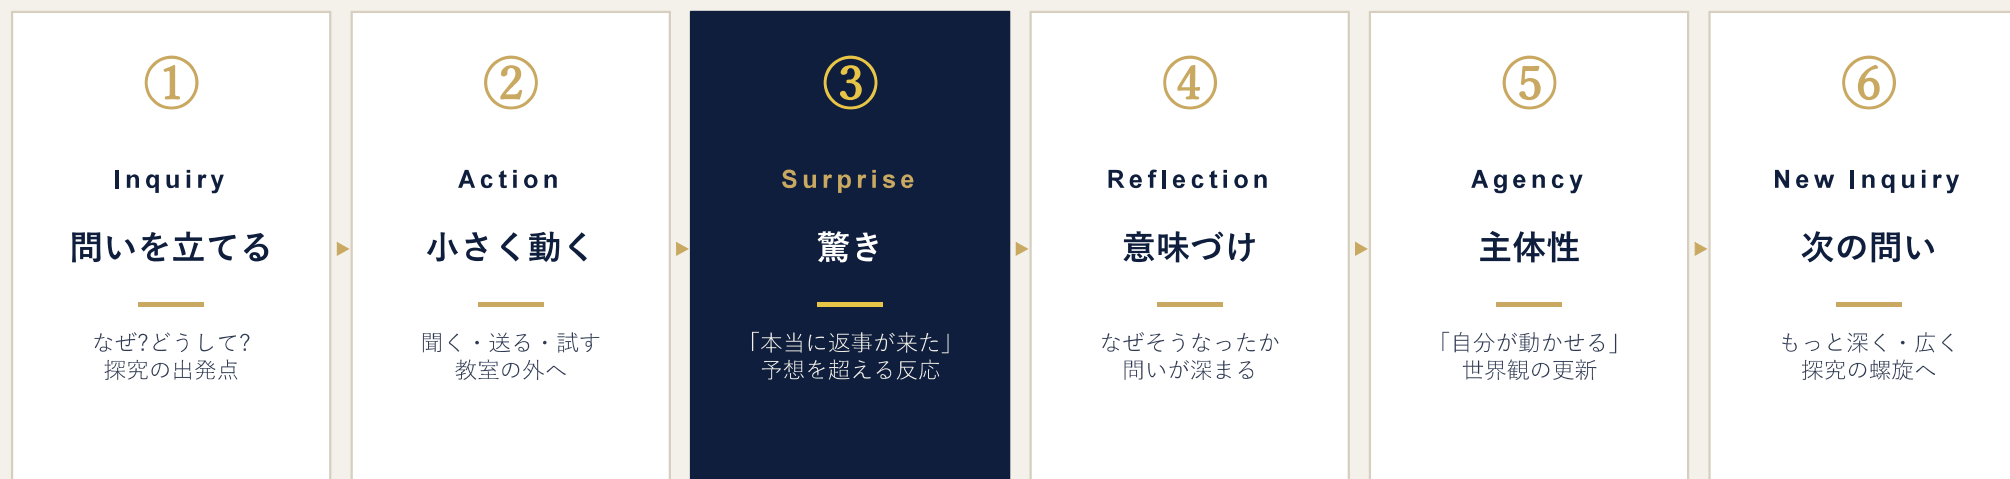 ①
Inquiry
問いを立てる
なぜ?どうして?
探究の出発点
②
Action
小さく動く
聞く・送る・試す
教室の外へ
③
Surprise
驚き
「本当に返事が来た」
予想を超える反応
④
Reflection
意味づけ
なぜそうなったか
問いが深まる
⑤
Agency
主体性
「自分が動かせる」
世界観の更新
⑥
New Inquiry
次の問い
もっと深く・広く
探究の螺旋へ